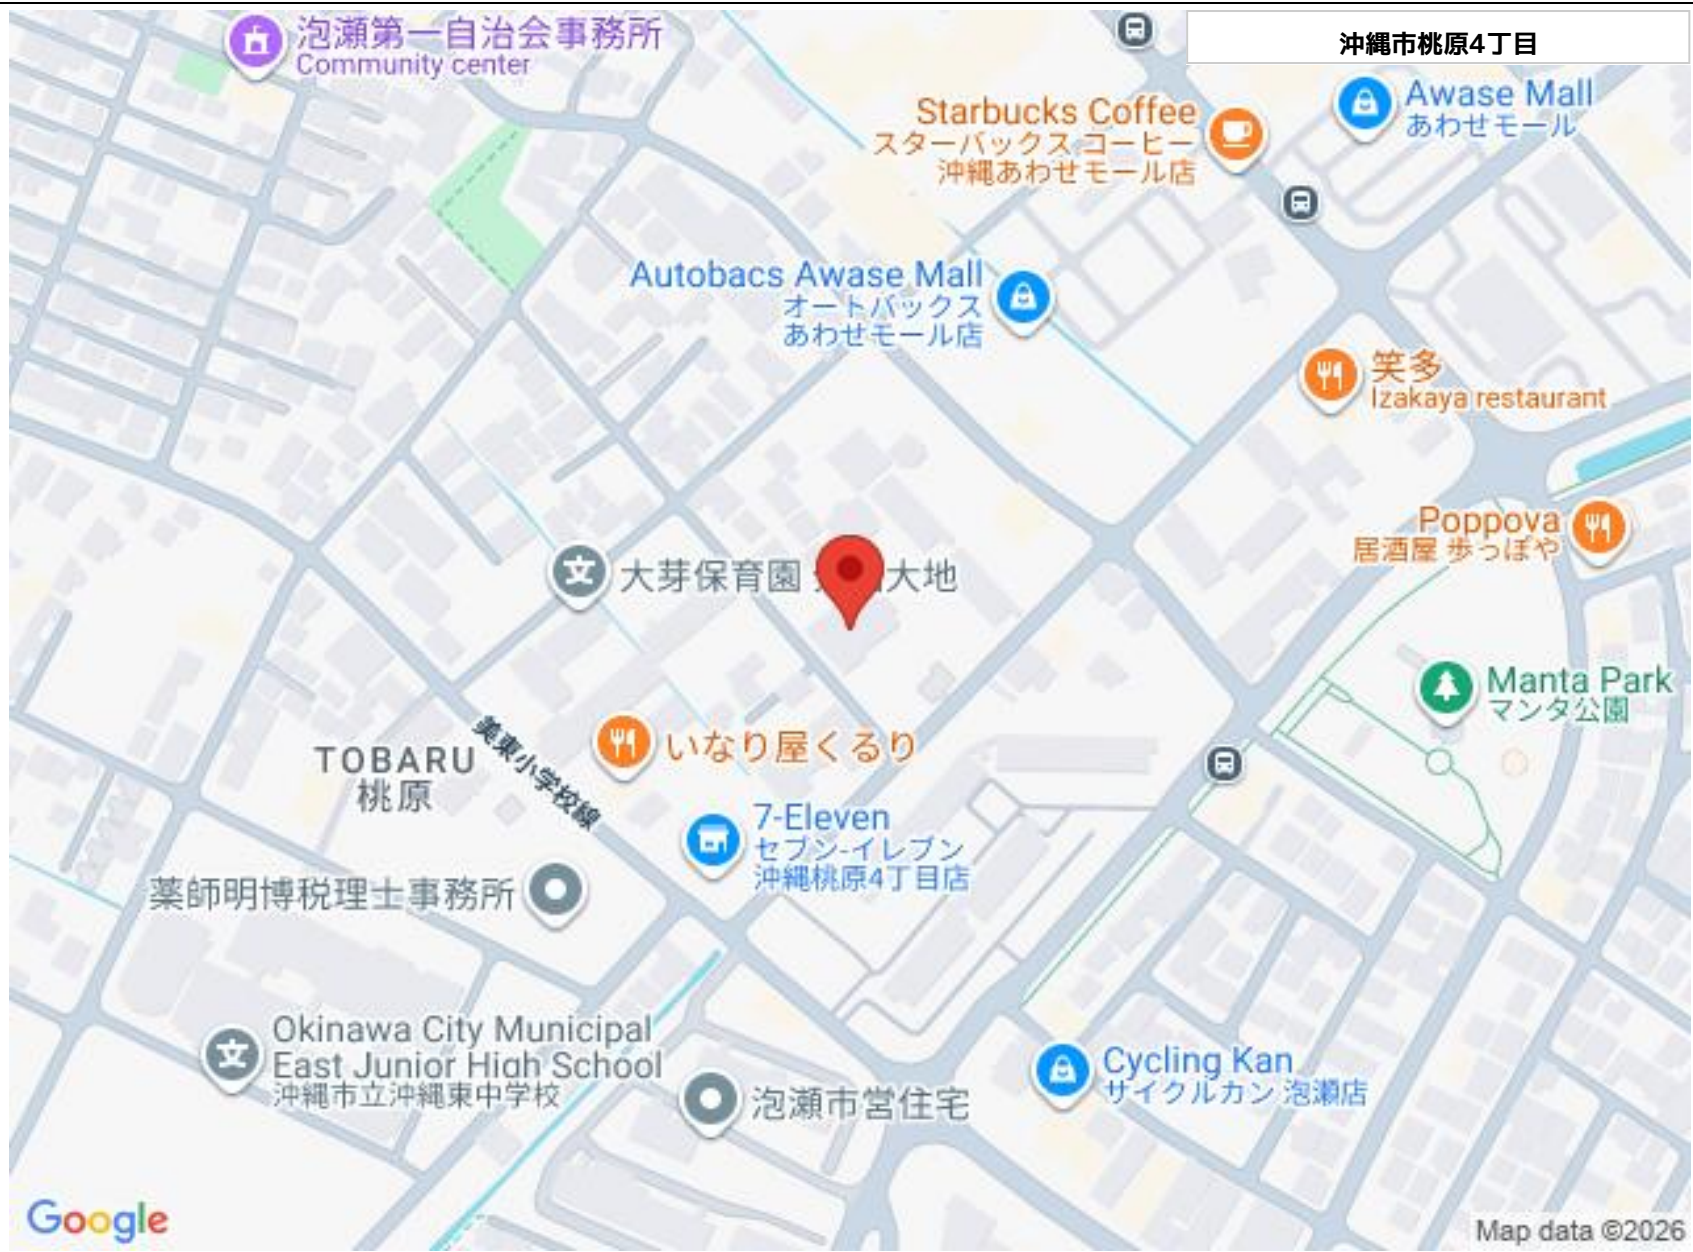 泡瀬第一自治会事務所
Community center
沖縄市桃原4丁目
Starbucks Coffee
スターバックス コーヒー
沖縄あわせモール店
Awase Mall
あわせモール
Autobacs Awase Mall
オートバックス
あわせモール店
笑多
Izakaya restaurant
Poppova
居酒屋 歩っぽや
大芽保育園
大地
Manta Park
マンタ公園
美東小学校線
いなり屋くるり
TOBARU
桃原
7-Eleven
セブン-イレブン
沖縄桃原4丁目店
薬師明博税理士事務所
Okinawa City Municipal
East Junior High School
沖縄市立沖縄東中学校
泡瀬市営住宅
Cycling Kan
サイクルカン 泡瀬店
Google
Map data ©2026